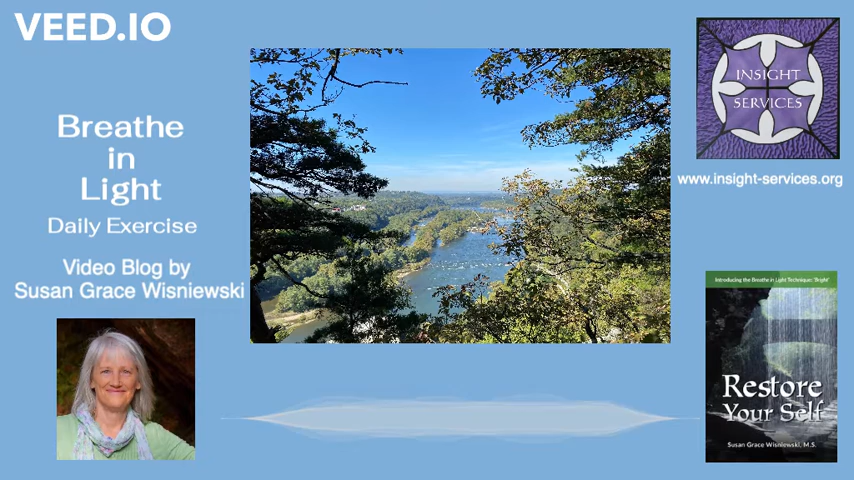 VEED.IO
Breathe
in
Light
Daily Exercise
Video Blog by
Susan Grace Wisniewski
INSIGHT
SERVICES
www.insight-services.org
Introducing the Breathe in Light Technique: 'Bright'
Restore
Your Self
Susan Grace Wisniewski, M.S.